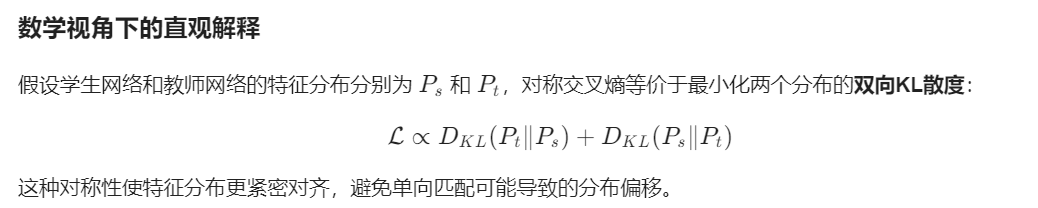 数学视角下的直观解释
假设学生网络和教师网络的特征分布分别为 P_s 和 P_t，对称交叉熵等价于最小化两个分布的双向KL散度：
ℒ ∝ D_{KL}(P_t∥P_s) + D_{KL}(P_s∥P_t)
这种对称性使特征分布更紧密对齐，避免单向匹配可能导致的分布偏移。